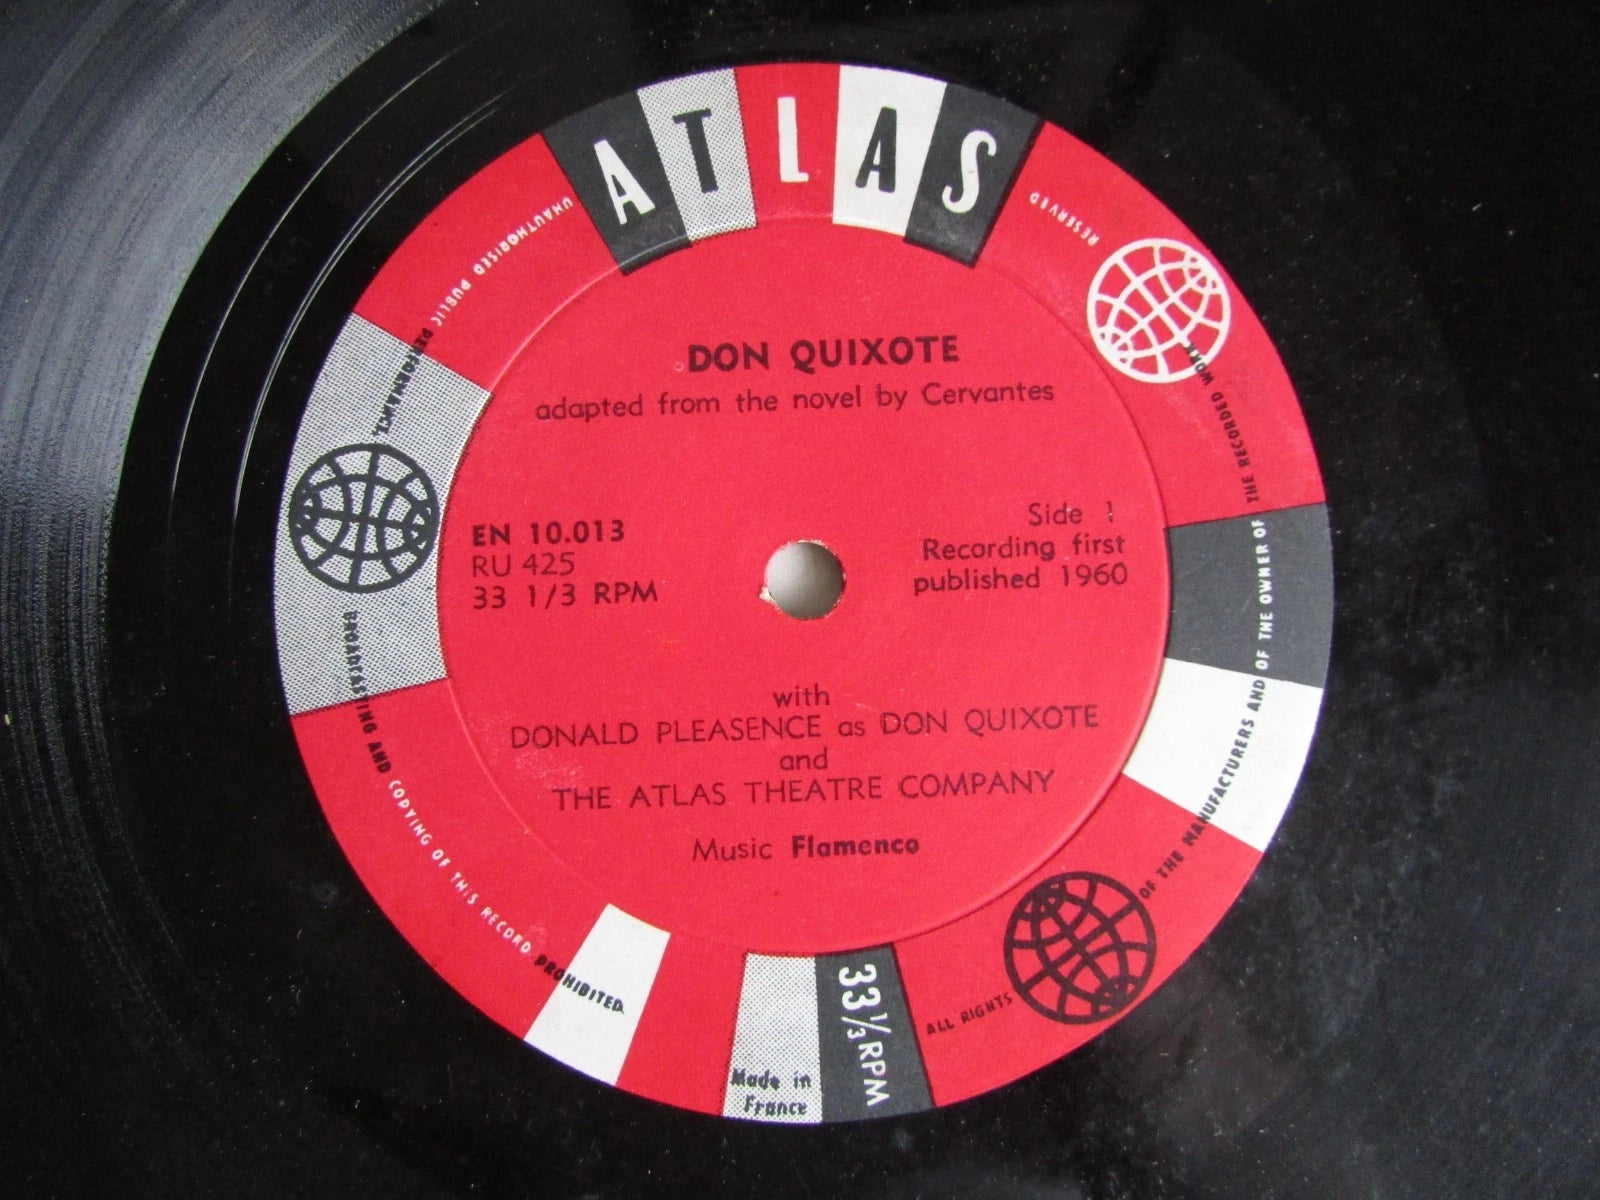 ATLAS
DON QUIXOTE
adapted from the novel by Cervantes
EN 10.013
RU 425
33 1/3 RPM
Side 1
Recording first
published 1960
with
DONALD PLEASENCE as DON QUIXOTE
and
THE ATLAS THEATRE COMPANY
Music Flamenco
33 1/3 RPM
Made in
France
ALL RIGHTS OF THE MANUFACTURERS AND OF THE OWNER OF THE RECORDED WORK RESERVED
UNAUTHORISED PUBLIC PERFORMANCE, BROADCASTING AND COPYING OF THIS RECORD PROHIBITED